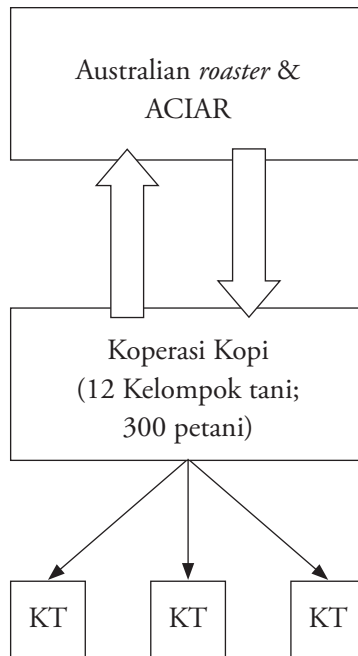 Australian roaster &
ACIAR
Koperasi Kopi
(12 Kelompok tani;
300 petani)
KT KT KT